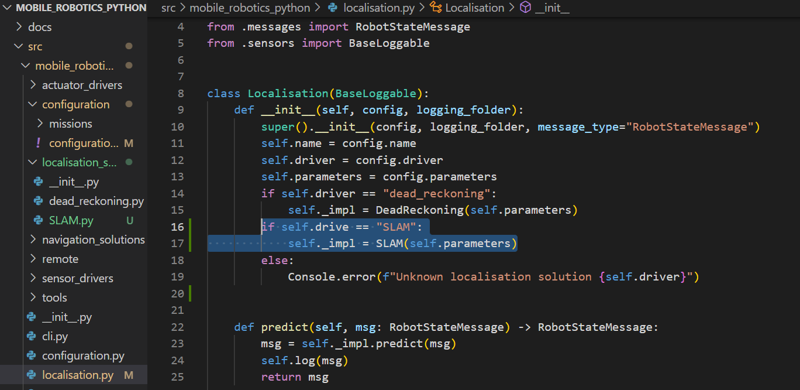 MOBILE_ROBOTICS_PYTHON
docs
src
mobile_roboti...
actuator_drivers
configuration
missions
! configuratio... M
localisation_s...
__init__.py
dead_reckoning.py
SLAM.py U
navigation_solutions
remote
sensor_drivers
tools
__init__.py
cli.py
configuration.py
localisation.py M
src > mobile_robotics_python > localisation.py > Localisation > __init__
4 from .messages import RobotStateMessage
5 from .sensors import BaseLoggable
6
7
8 class Localisation(BaseLoggable):
9 def __init__(self, config, logging_folder):
10 super().__init__(config, logging_folder, message_type="RobotStateMessage")
11 self.name = config.name
12 self.driver = config.driver
13 self.parameters = config.parameters
14 if self.driver == "dead_reckoning":
15 self._impl = DeadReckoning(self.parameters)
16 if self.drive == "SLAM":
17 self._impl = SLAM(self.parameters)
18 else:
19 Console.error(f"Unknown localisation solution {self.driver}")
20
21
22 def predict(self, msg: RobotStateMessage) -> RobotStateMessage:
23 msg = self._impl.predict(msg)
24 self.log(msg)
25 return msg